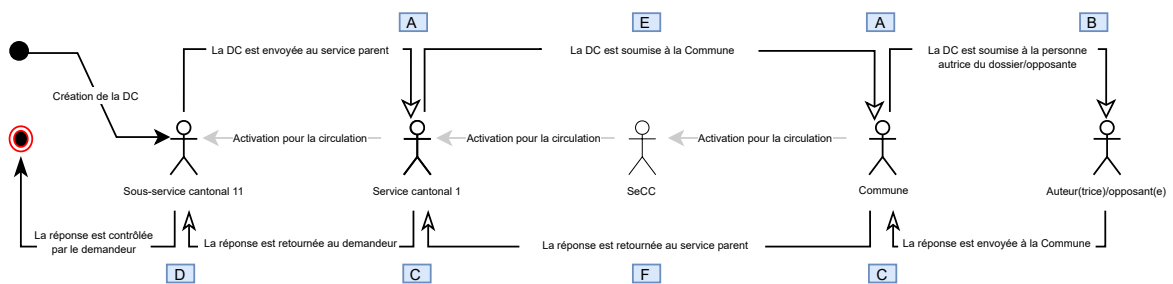 A
E
A
B
La DC est envoyée au service parent
La DC est soumise à la Commune
La DC est soumise à la personne
autrice du dossier/opposante
Création de la DC
Activation pour la circulation
Activation pour la circulation
Activation pour la circulation
Sous-service cantonal 11
Service cantonal 1
SeCC
Commune
Auteur(trice)/opposant(e)
La réponse est contrôlée
par le demandeur
La réponse est retournée au demandeur
La réponse est retournée au service parent
La réponse est envoyée à la Commune
D
C
F
C